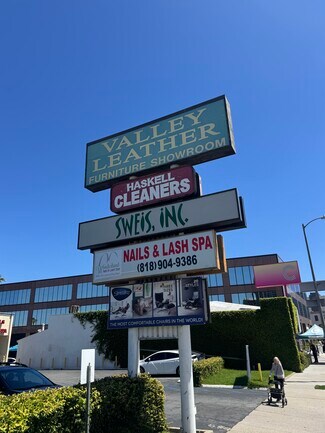 VALLEY
LEATHER
FURNITURE SHOWROOM
HASKELL
CLEANERS
SWEIS, INC.
NAILS & LASH SPA
(818) 904-9386
THE MOST COMFORTABLE CHAIRS IN THE WORLD!